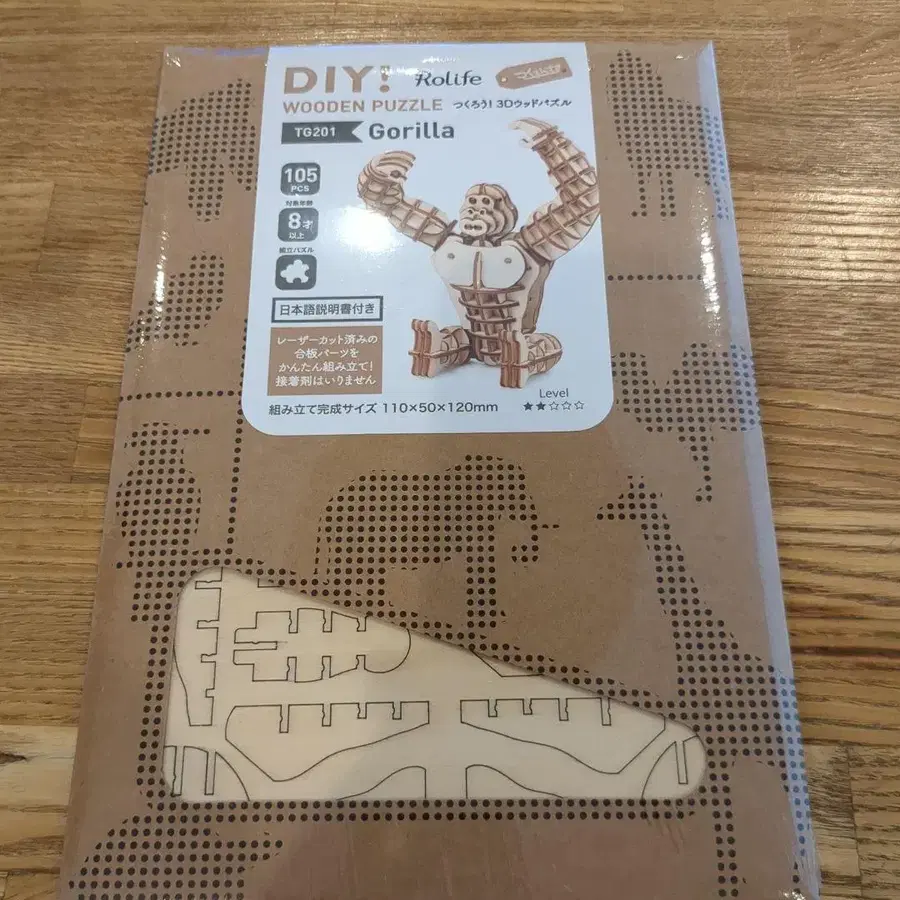 DIY! Rolife
WOODEN PUZZLE つくろう! 3Dウッドパズル
TG201 Gorilla
105
PCS
対象年齢
8才
以上
組立パズル
日本語説明書付き
レーザーカット済みの
合板パーツを
かんたん組み立て!
接着剤はいりません
Level
組み立て完成サイズ 110×50×120mm ★★☆☆☆